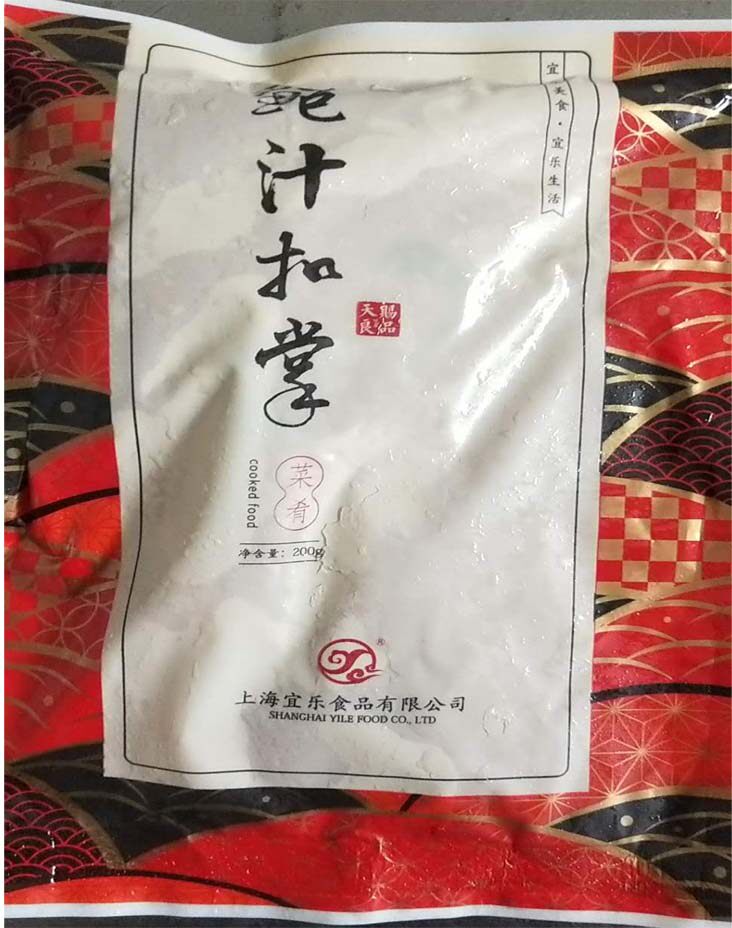 宜美食·宜乐生活
鲍汁扣掌
天赐良品
菜肴
cooked food
净含量：200g
®
上海宜乐食品有限公司
SHANGHAI YILE FOOD CO., LTD